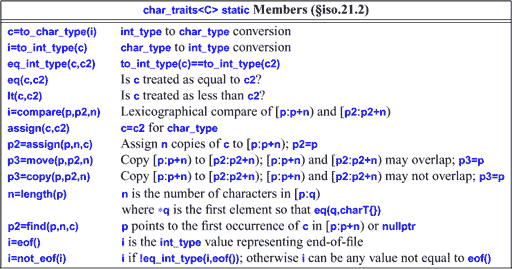 char_traits<C> static Members (§iso.21.2)
c=to_char_type(i) int_type to char_type conversion
i=to_int_type(c) char_type to int_type conversion
eq_int_type(c,c2) to_int_type(c)==to_int_type(c2)
eq(c,c2) Is c treated as equal to c2?
lt(c,c2) Is c treated as less than c2?
i=compare(p,p2,n) Lexicographical compare of [p:p+n) and [p2:p2+n)
assign(c,c2) c=c2 for char_type
p2=assign(p,n,c) Assign n copies of c to [p:p+n); p2=p
p3=move(p,p2,n) Copy [p:p+n) to [p2:p2+n); [p:p+n) and [p2:p2+n) may overlap; p3=p
p3=copy(p,p2,n) Copy [p:p+n) to [p2:p2+n); [p:p+n) and [p2:p2+n) may not overlap; p3=p
n=length(p) n is the number of characters in [p:q)
where *q is the first element so that eq(q,charT{})
p2=find(p,n,c) p points to the first occurrence of c in [p:p+n) or nullptr
i=eof() i is the int_type value representing end-of-file
i=not_eof(i) i if !eq_int_type(i,eof()); otherwise i can be any value not equal to eof()